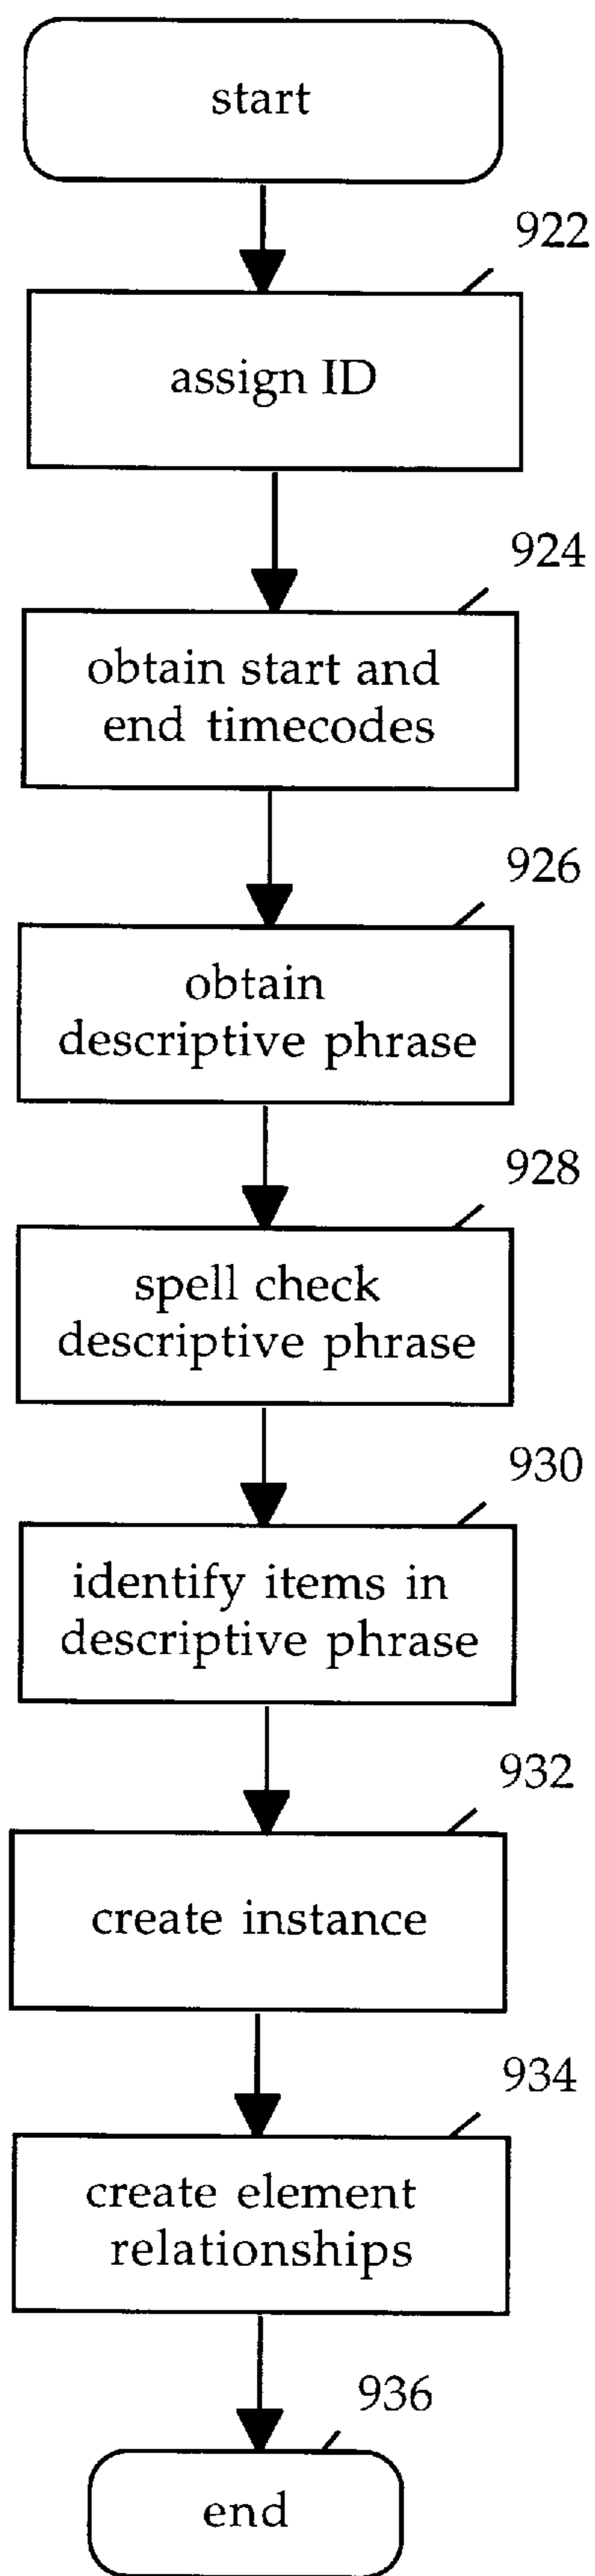 start
922
assign ID
924
obtain start and
end timecodes
926
obtain
descriptive phrase
928
spell check
descriptive phrase
930
identify items in
descriptive phrase
932
create instance
934
create element
relationships
936
end